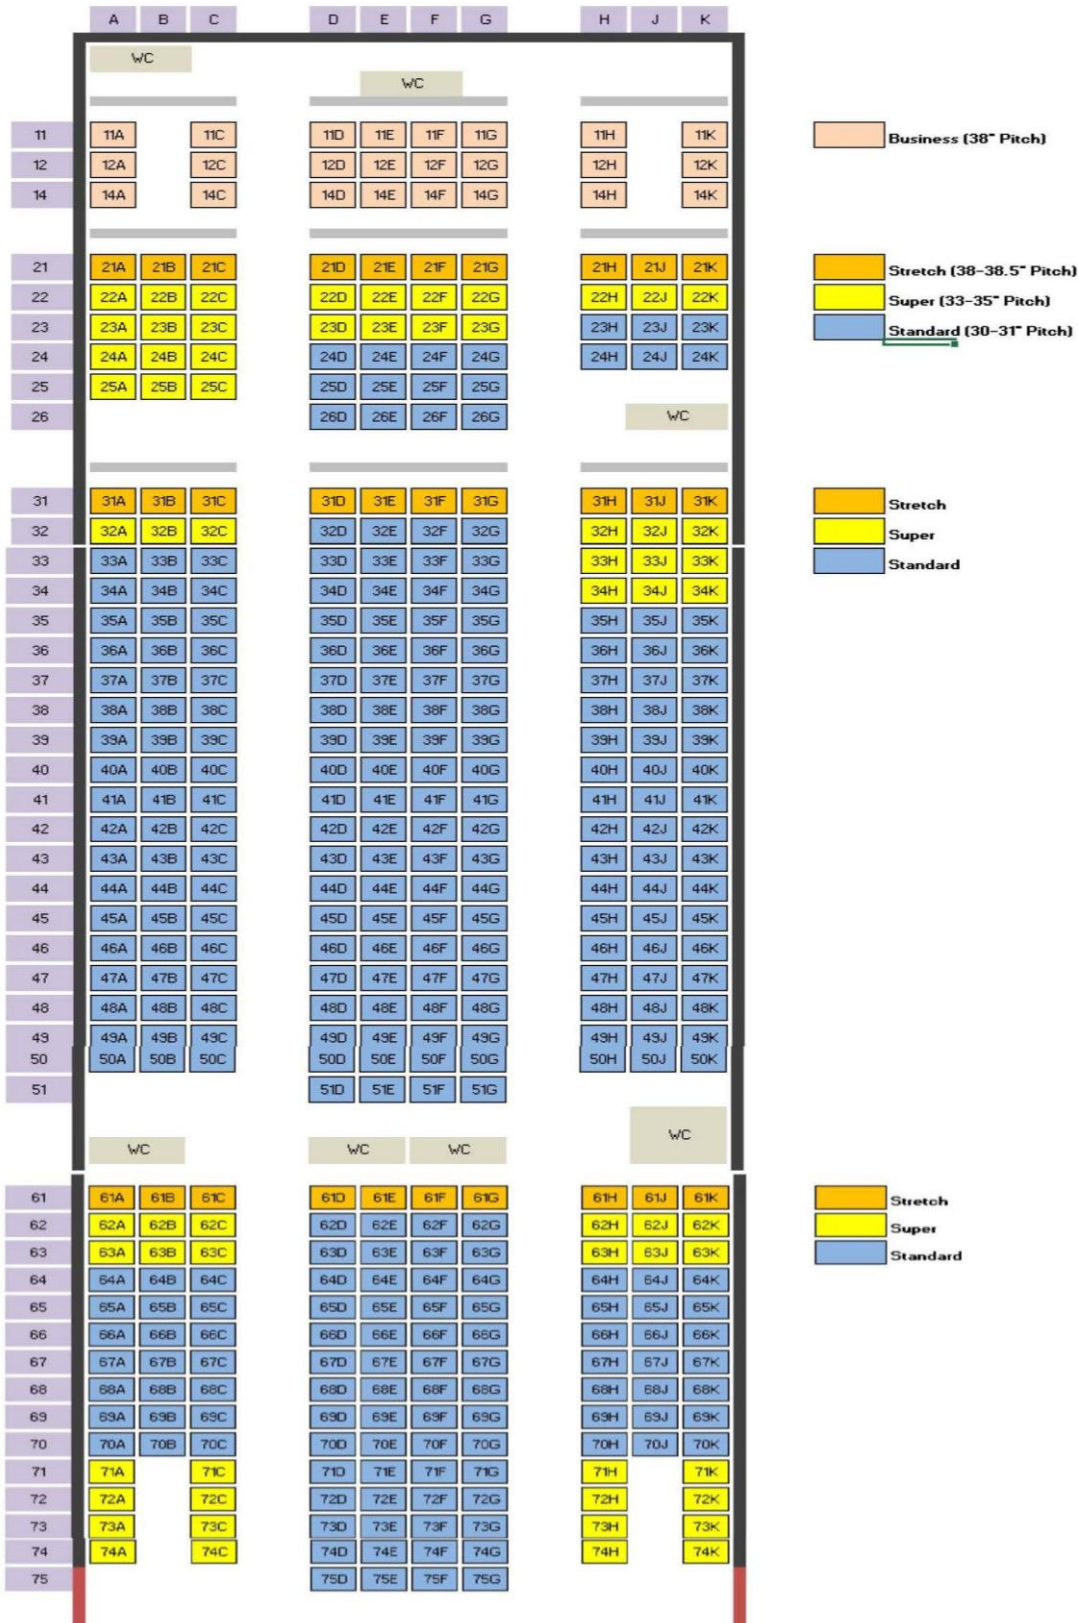 A B C D E F G H J K
WC
WC
11 11A 11C 11D 11E 11F 11G 11H 11K Business (38" Pitch)
12 12A 12C 12D 12E 12F 12G 12H 12K
14 14A 14C 14D 14E 14F 14G 14H 14K
21 21A 21B 21C 21D 21E 21F 21G 21H 21J 21K Stretch (38-38.5" Pitch)
22 22A 22B 22C 22D 22E 22F 22G 22H 22J 22K Super (33-35" Pitch)
23 23A 23B 23C 23D 23E 23F 23G 23H 23J 23K Standard (30-31" Pitch)
24 24A 24B 24C 24D 24E 24F 24G 24H 24J 24K
25 25A 25B 25C 25D 25E 25F 25G
26 26D 26E 26F 26G WC
31 31A 31B 31C 31D 31E 31F 31G 31H 31J 31K Stretch
32 32A 32B 32C 32D 32E 32F 32G 32H 32J 32K Super
33 33A 33B 33C 33D 33E 33F 33G 33H 33J 33K Standard
34 34A 34B 34C 34D 34E 34F 34G 34H 34J 34K
35 35A 35B 35C 35D 35E 35F 35G 35H 35J 35K
36 36A 36B 36C 36D 36E 36F 36G 36H 36J 36K
37 37A 37B 37C 37D 37E 37F 37G 37H 37J 37K
38 38A 38B 38C 38D 38E 38F 38G 38H 38J 38K
39 39A 39B 39C 39D 39E 39F 39G 39H 39J 39K
40 40A 40B 40C 40D 40E 40F 40G 40H 40J 40K
41 41A 41B 41C 41D 41E 41F 41G 41H 41J 41K
42 42A 42B 42C 42D 42E 42F 42G 42H 42J 42K
43 43A 43B 43C 43D 43E 43F 43G 43H 43J 43K
44 44A 44B 44C 44D 44E 44F 44G 44H 44J 44K
45 45A 45B 45C 45D 45E 45F 45G 45H 45J 45K
46 46A 46B 46C 46D 46E 46F 46G 46H 46J 46K
47 47A 47B 47C 47D 47E 47F 47G 47H 47J 47K
48 48A 48B 48C 48D 48E 48F 48G 48H 48J 48K
49 49A 49B 49C 49D 49E 49F 49G 49H 49J 49K
50 50A 50B 50C 50D 50E 50F 50G 50H 50J 50K
51 51D 51E 51F 51G
WC WC WC WC
61 61A 61B 61C 61D 61E 61F 61G 61H 61J 61K Stretch
62 62A 62B 62C 62D 62E 62F 62G 62H 62J 62K Super
63 63A 63B 63C 63D 63E 63F 63G 63H 63J 63K Standard
64 64A 64B 64C 64D 64E 64F 64G 64H 64J 64K
65 65A 65B 65C 65D 65E 65F 65G 65H 65J 65K
66 66A 66B 66C 66D 66E 66F 66G 66H 66J 66K
67 67A 67B 67C 67D 67E 67F 67G 67H 67J 67K
68 68A 68B 68C 68D 68E 68F 68G 68H 68J 68K
69 69A 69B 69C 69D 69E 69F 69G 69H 69J 69K
70 70A 70B 70C 70D 70E 70F 70G 70H 70J 70K
71 71A 71C 71D 71E 71F 71G 71H 71K
72 72A 72C 72D 72E 72F 72G 72H 72K
73 73A 73C 73D 73E 73F 73G 73H 73K
74 74A 74C 74D 74E 74F 74G 74H 74K
75 75D 75E 75F 75G